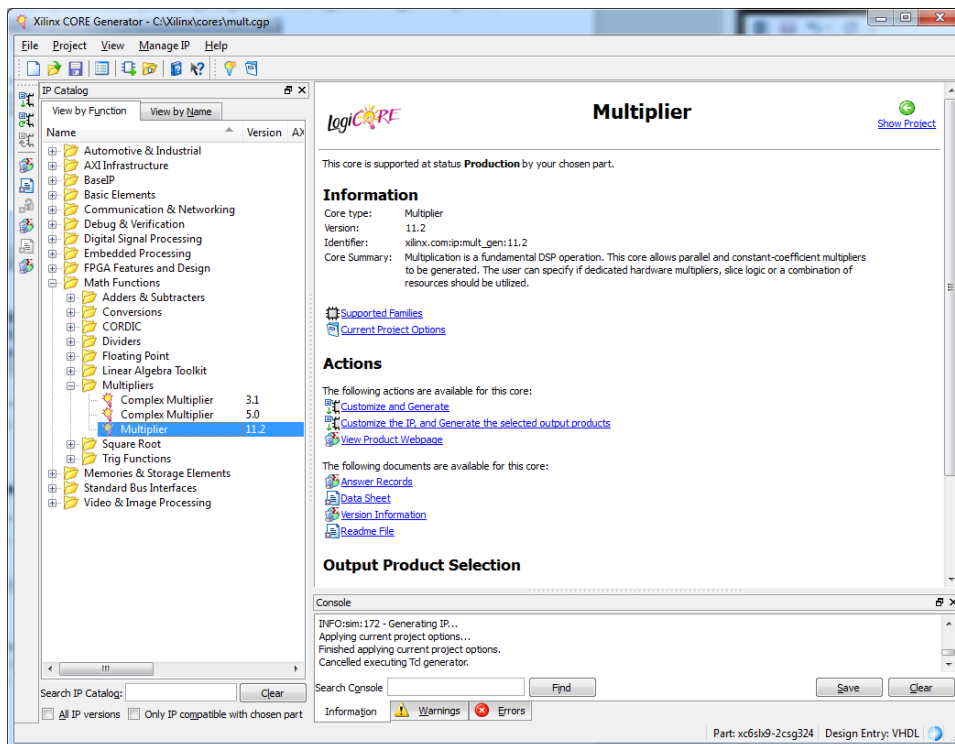 Xilinx CORE Generator - C:\Xilinx\cores\mult.cgp
File Project View Manage IP Help
IP Catalog
View by Function View by Name
Name Version AX
Automotive & Industrial
AXI Infrastructure
BaseIP
Basic Elements
Communication & Networking
Debug & Verification
Digital Signal Processing
Embedded Processing
FPGA Features and Design
Math Functions
Adders & Subtracters
Conversions
CORDIC
Dividers
Floating Point
Linear Algebra Toolkit
Multipliers
Complex Multiplier 3.1
Complex Multiplier 5.0
Multiplier 11.2
Square Root
Trig Functions
Memories & Storage Elements
Standard Bus Interfaces
Video & Image Processing
Search IP Catalog: Clear
All IP versions Only IP compatible with chosen part
LogiCORE
Multiplier
Show Project
This core is supported at status Production by your chosen part.
Information
Core type: Multiplier
Version: 11.2
Identifier: xilinx.com:ip:mult_gen:11.2
Core Summary: Multiplication is a fundamental DSP operation. This core allows parallel and constant-coefficient multipliers
to be generated. The user can specify if dedicated hardware multipliers, slice logic or a combination of
resources should be utilized.
Supported Families
Current Project Options
Actions
The following actions are available for this core:
Customize and Generate
Customize the IP, and Generate the selected output products
View Product Webpage
The following documents are available for this core:
Answer Records
Data Sheet
Version Information
Readme File
Output Product Selection
Console
INFO:sim:172 - Generating IP...
Applying current project options...
Finished applying current project options.
Cancelled executing Tcl generator.
Search Console Find Save Clear
Information Warnings Errors
Part: xc6slx9-2csg324 Design Entry: VHDL